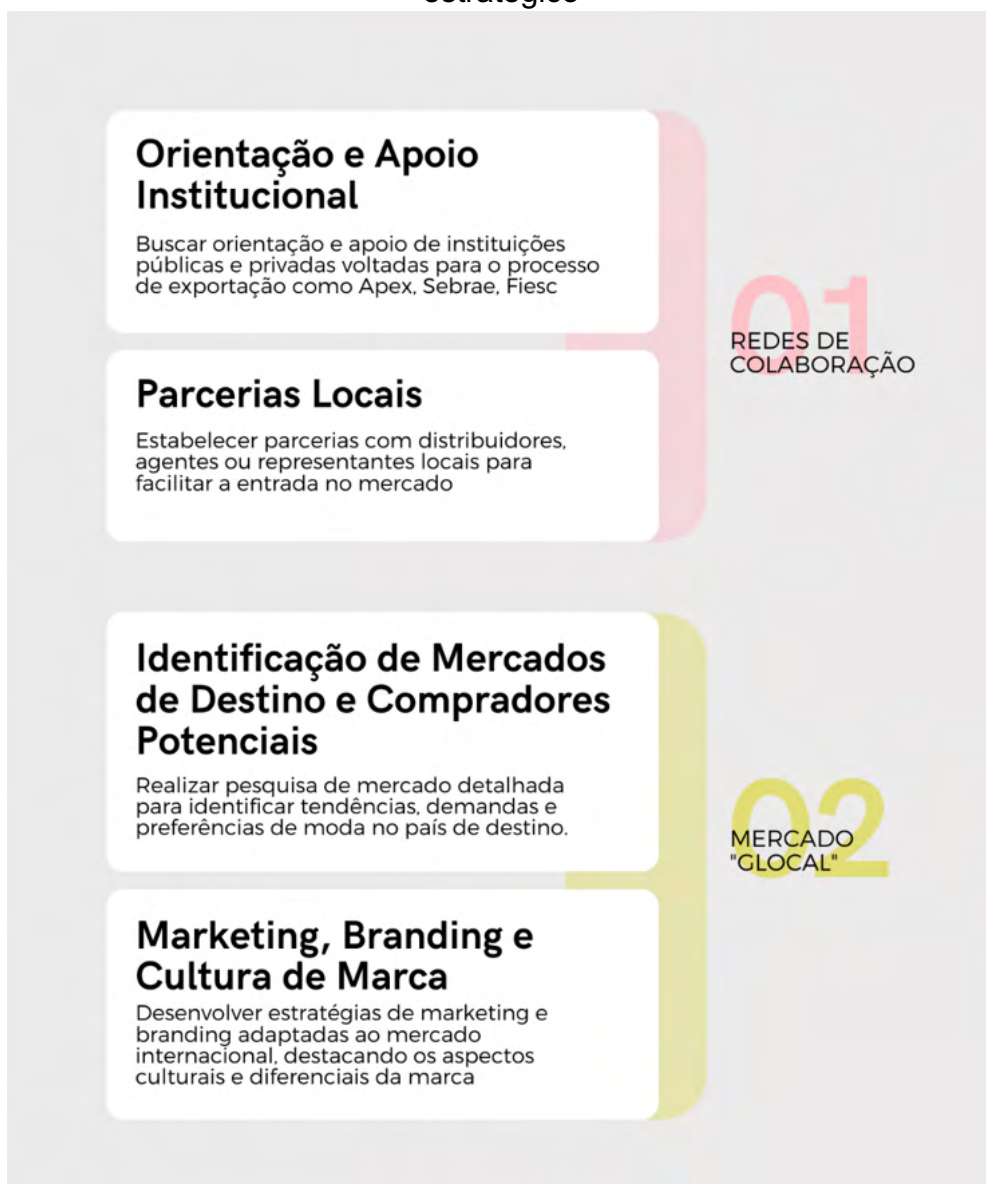 estratégico
Orientação e Apoio
Institucional
Buscar orientação e apoio de instituições
públicas e privadas voltadas para o processo
de exportação como Apex, Sebrae, Fiesc
01
REDES DE
COLABORAÇÃO
Parcerias Locais
Estabelecer parcerias com distribuidores,
agentes ou representantes locais para
facilitar a entrada no mercado
Identificação de Mercados
de Destino e Compradores
Potenciais
Realizar pesquisa de mercado detalhada
para identificar tendências, demandas e
preferências de moda no país de destino.
02
MERCADO
"GLOCAL"
Marketing, Branding e
Cultura de Marca
Desenvolver estratégias de marketing e
branding adaptadas ao mercado
internacional, destacando os aspectos
culturais e diferenciais da marca